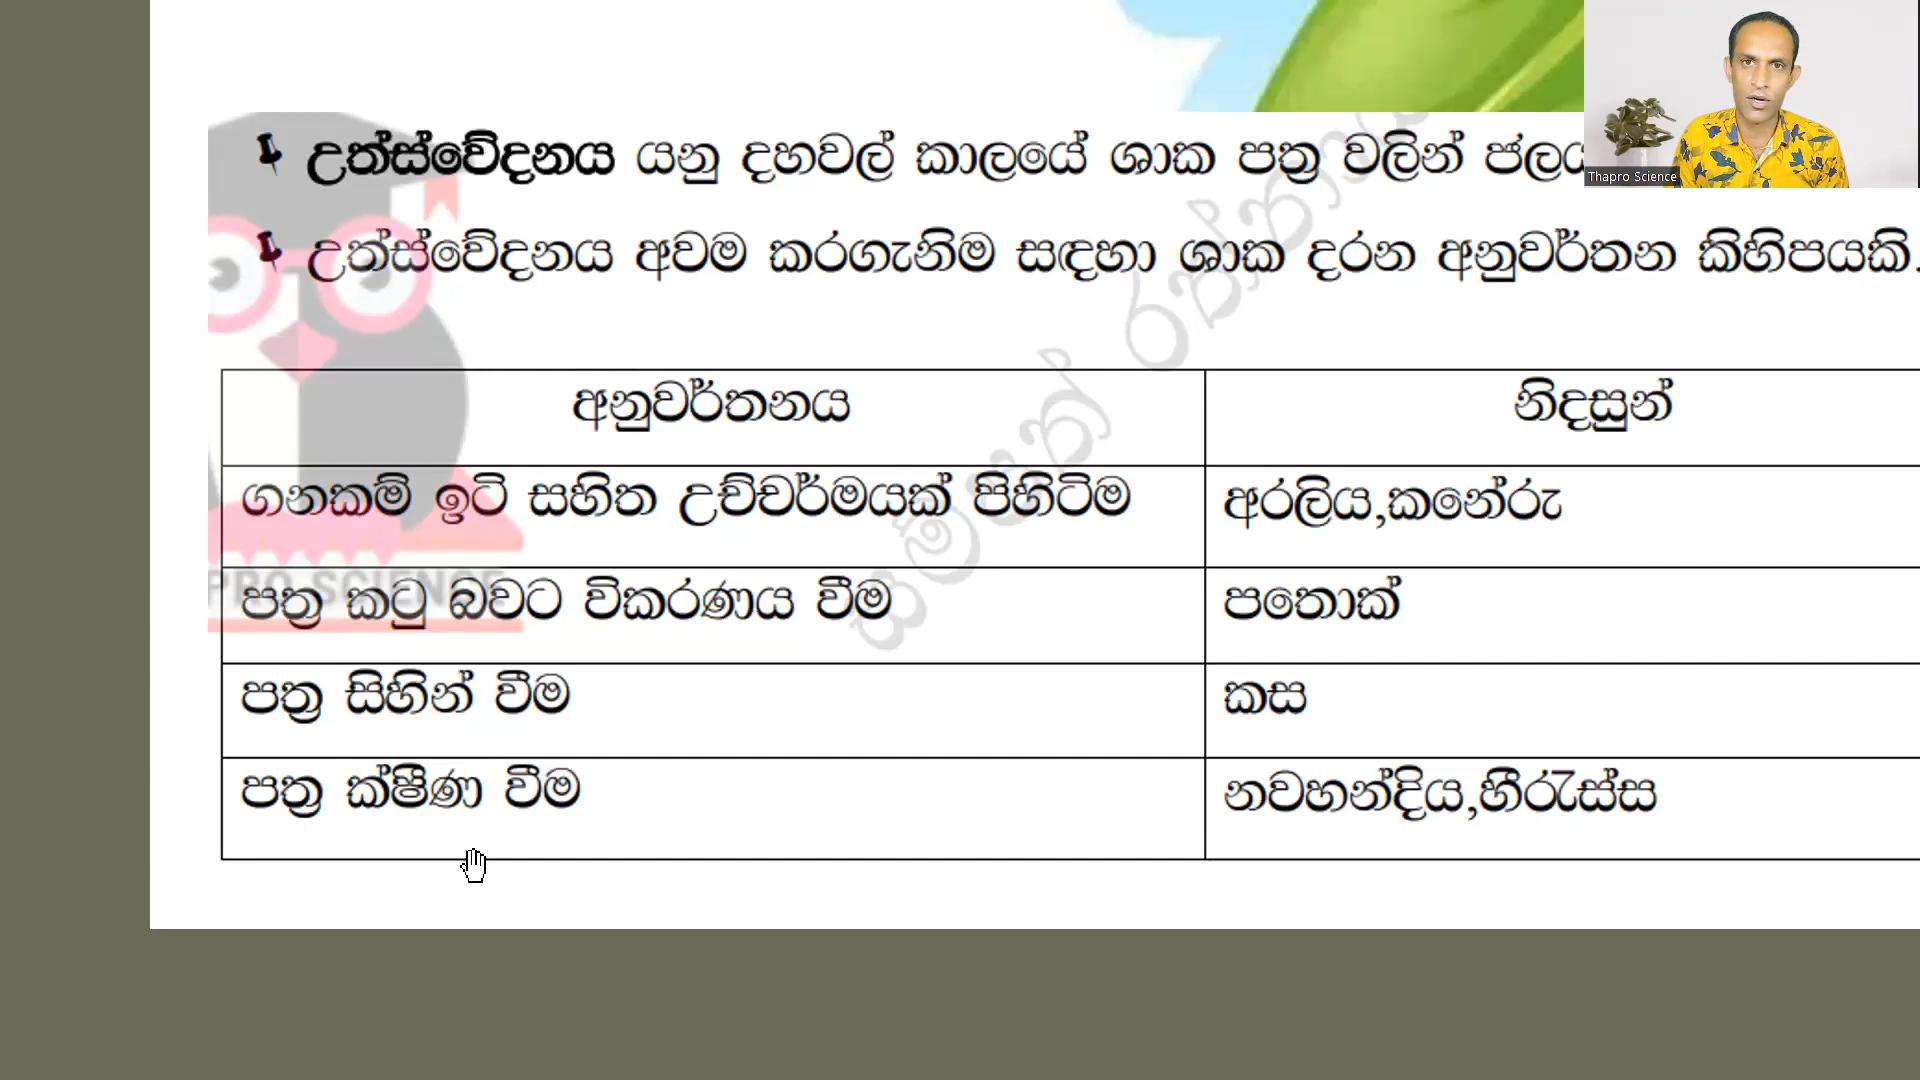 උත්ස්වේදනය යනු දහවල් කාලයේ ශාක පත්‍ර වලින්
Thapro Science
උත්ස්වේදනය අවම කරගැනීම සඳහා ශාක දරන අනුවර්තන කිහිපයකි.
අනුවර්තනය නිදසුන්
ගනකම් ඉටි සහිත උච්චර්මයක් පිහිටීම අරලිය,කනේරු
PRO SCIENCE
පත්‍ර කටු බවට විකරණය වීම පතොක්
පත්‍ර සිහින් වීම කස
පත්‍ර ක්ෂීණ වීම නවහන්දිය,හීරැස්ස